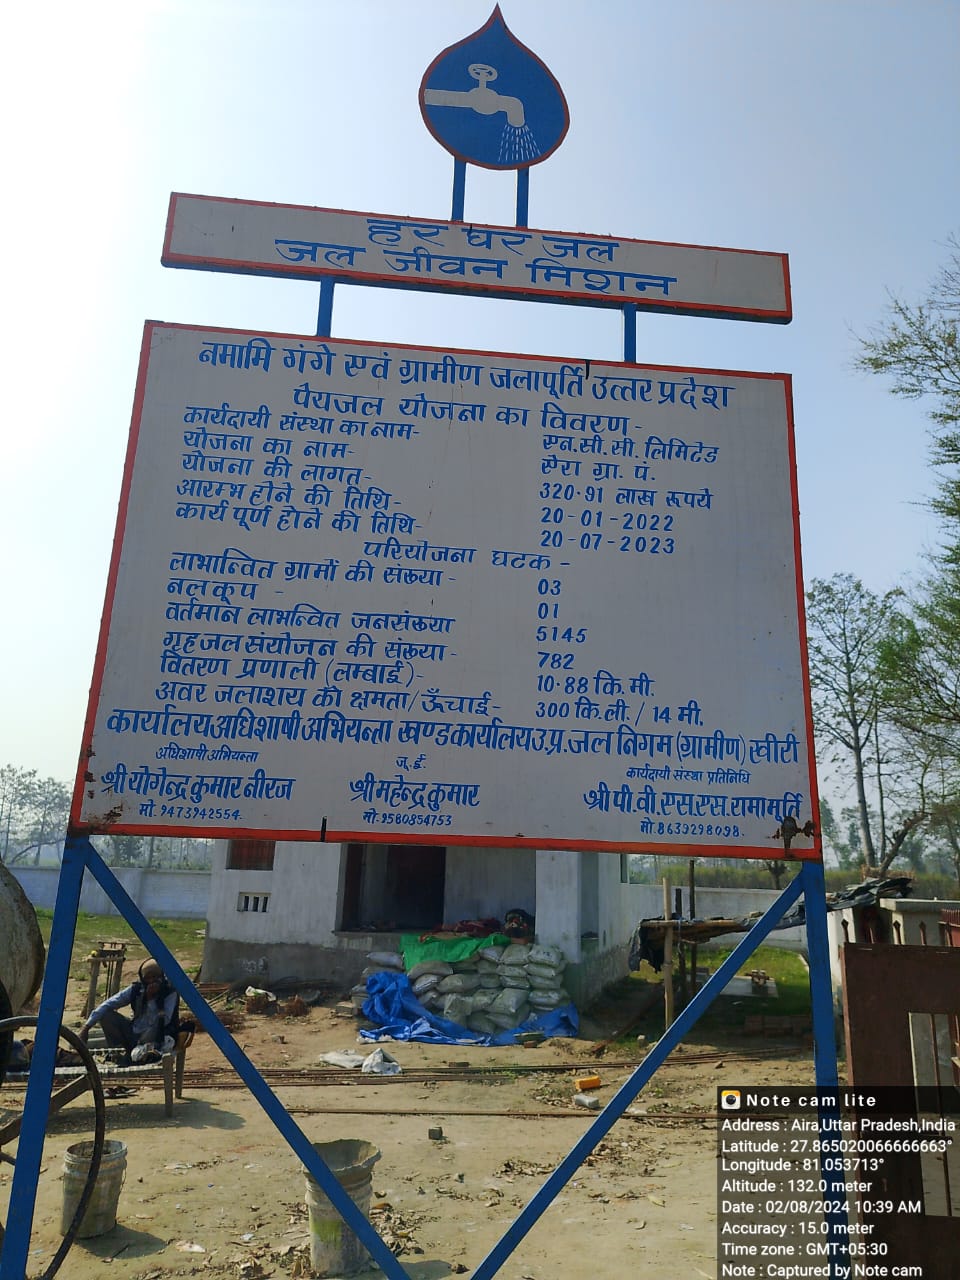 हर घर जल
जल जीवन मिशन
नमामि गंगे एवं ग्रामीण जलापूर्ति उत्तर प्रदेश
पेयजल योजना का विवरण-
कार्यदायी संस्था का नाम- एन.सी.सी. लिमिटेड
योजना का नाम- ऐरा ग्रा. पं.
योजना की लागत- 320.91 लाख रूपये
आरम्भ होने की तिथि- 20-01-2022
कार्य पूर्ण होने की तिथि- 20-07-2023
परियोजना घटक -
लाभान्वित ग्रामों की संख्या - 03
नलकूप - 01
वर्तमान लाभन्वित जनसंख्या 5145
गृह जल संयोजन की संख्या- 782
वितरण प्रणाली (लम्बाई)- 10.88 कि.मी.
अवर जलाशय की क्षमता/ऊँचाई- 300 कि.ली./14 मी.
कार्यालय अधिशाषी अभियन्ता खण्ड कार्यालय उ.प्र. जल निगम (ग्रामीण) खीरी
अधिशाषी अभियन्ता जू.ई. कार्यदायी संस्था प्रतिनिधि
श्री योगेन्द्र कुमार नीरज श्री महेन्द्र कुमार श्री पी.वी.एस.एस. रामामूर्ति
मो. 9473942554. मो. 9580854753 मो. 8639298098.
Note cam lite
Address : Aira,Uttar Pradesh,India
Latitude : 27.865020066666663°
Longitude : 81.053713°
Altitude : 132.0 meter
Date : 02/08/2024 10:39 AM
Accuracy : 15.0 meter
Time zone : GMT+05:30
Note : Captured by Note cam